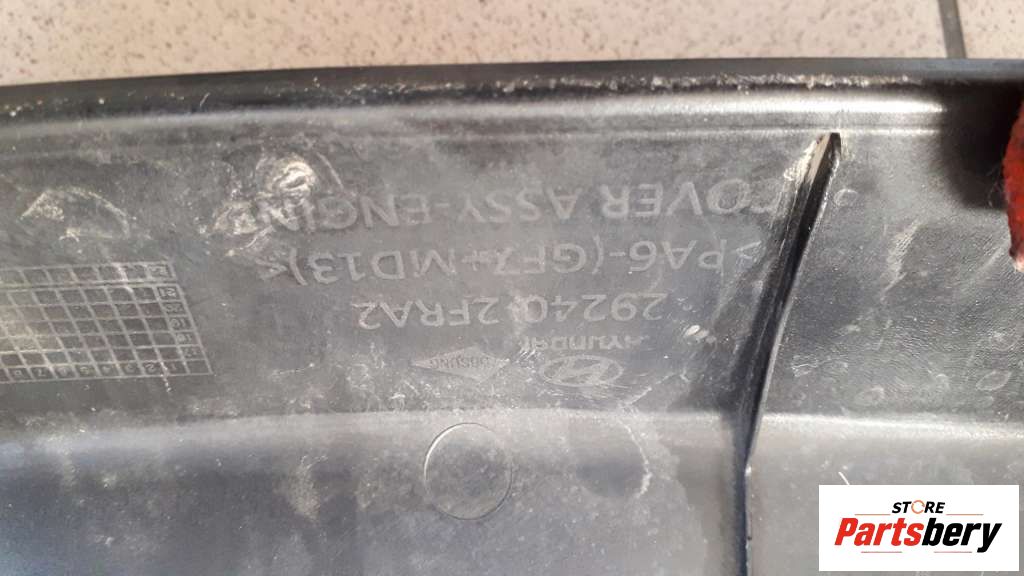 HYUNDAI
29240-2FRA2
>PA6-(GF7+MD13)<
COVER ASSY-ENGINE
STORE
Partsbery